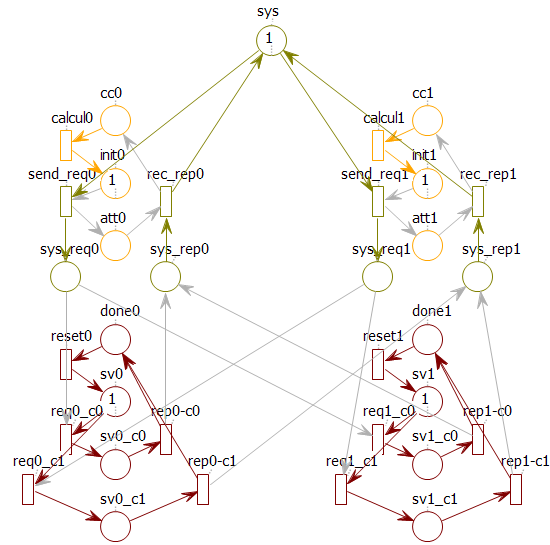 sys
1
cc0
cc1
calcul0
calcul1
init0
init1
1
1
send_req0
rec_rep0
send_req1
rec_rep1
att0
att1
sys_req0
sys_rep0
sys_req1
sys_rep1
done0
done1
reset0
reset1
sv0
sv1
1
1
req0_c0
rep0-c0
req1_c0
rep1-c0
sv0_c0
sv1_c0
req0_c1
rep0-c1
req1_c1
rep1-c1
sv0_c1
sv1_c1